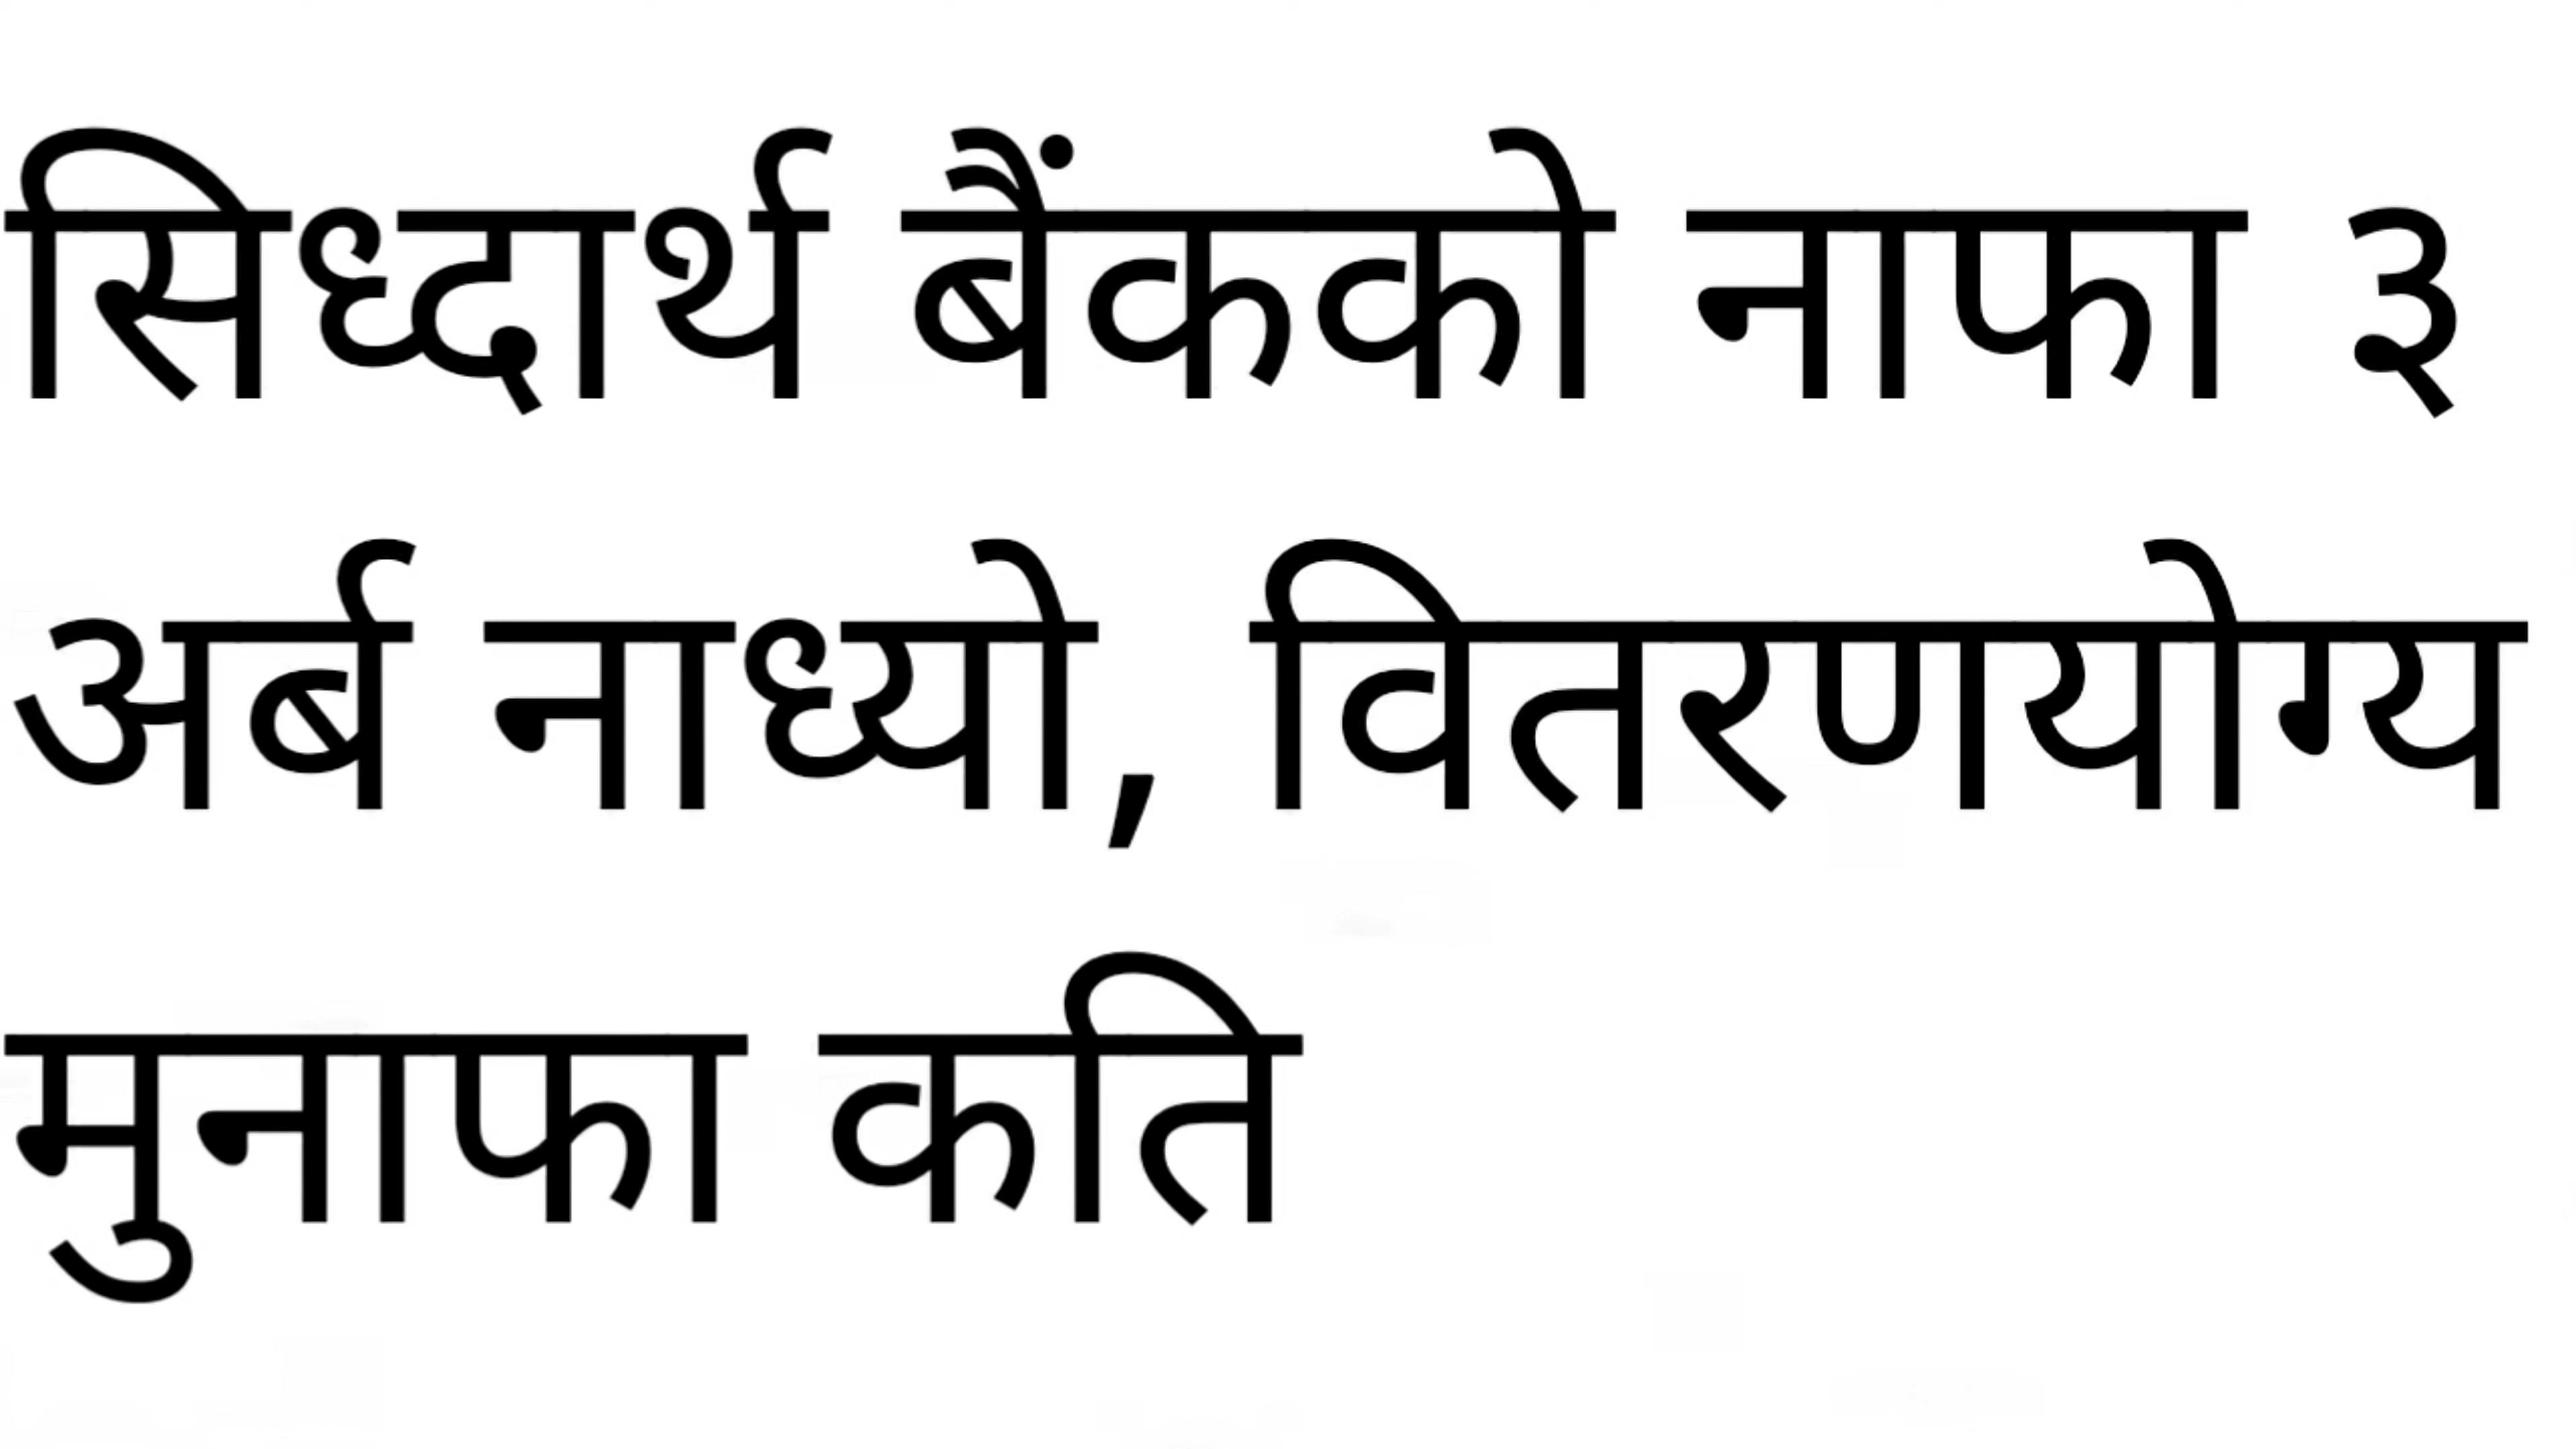 सिध्दार्थ बैंकको नाफा ३
अर्ब नाध्यो, वितरणयोग्य
मुनाफा कति